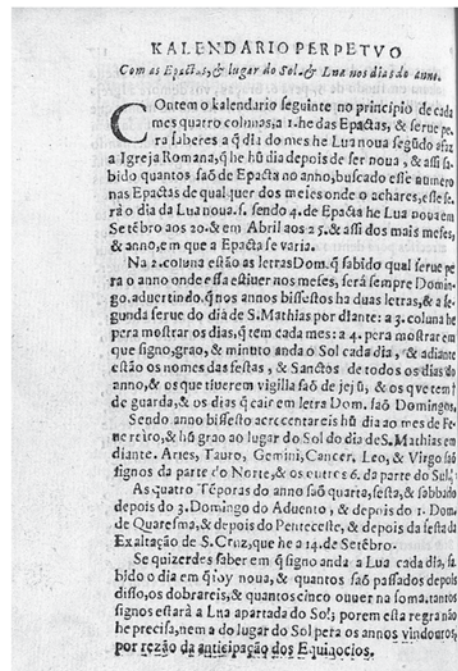 KALENDARIO PERPETVO
Com as Epactas, & lugar do Sol. & Lua nos dias do anno.
COntem o kalendario ſeguinte no principio de cada
mes quatro colunas, a 1. he das Epactas, & ſerue pe.
ra ſaberes a q̃ dia do mes he Lua noua ſegũdo a faz
a Igreja Romana, q̃ he hũ dia depois de ſer noua, & aſſi ſa-
bido quantos ſaõ de Epacta no anno, buſcado eſſe numero
nas Epactas de qual quer dos meſes onde o achares, eſſe ſe.
rà o dia da Lua noua. ſ. ſendo 4. de Epacta he Lua noua em
Setẽbro aos 20. & em Abril aos 25. & aſſi dos mais meſes,
& anno, em que a Epacta ſe varia.
Na 2. coluna eſtão as letras Dom. q̃ ſabido qual ſerue pe
ra o anno onde eſſa eſtiuer nos meſes, ſerá ſempre Domin-
go. aduertindo. q̃ nos annos biſſeſtos ha duas letras, & a ſe-
gunda ſerue do dia de S. Mathias por diante: a 3. coluna he
pera moſtrar os dias, q̃ tem cada mes: a 4. pera moſtrar em
que ſigno, grao, & minuto anda o Sol cada dia, & adiante
eſtão os nomes das feſtas, & Sanctos de todos os dias do
anno, & os que tiuerem vigilla ſaõ de jejũ, & os q̃ve tem †
de guarda, & os dias q̃ cair em letra Dom. ſaõ Domingos.
Sendo anno biſſeſto acrecentareis hũ dia ao mes de Fe-
uereiro, & hũ grao ao lugar do Sol do dia de S. Mathias em
diante. Aries, Tauro, Gemini, Cancer, Leo, & Virgo ſaõ
ſignos da parte do Norte, & os outros 6. da parte do Sul.
As quatro Tẽporas do anno ſaõ quarta, ſeſta, & ſabbado
depois do 3. Domingo do Aduento, & depois do 1. Dom.
de Quareſma, & depois do Penteceſte, & depois da feſta da
Exaltação de S. Cruz, que he a 14. de Setẽbro.
Se quizerdes ſaber em q̃ ſigno anda a Lua cada dia, ſa
bido o dia em q̃ foy noua, & quantos ſaõ paſſados depois
diſſo, os dobrareis, & quantos cinco ouuer na ſoma, tantos
ſignos eſtará a Lua apartada do Sol; porem eſta regra não
he preciſa, nem a do lugar do Sol pera os annos vindouros,
por rezão da anticipação dos Equinocios.